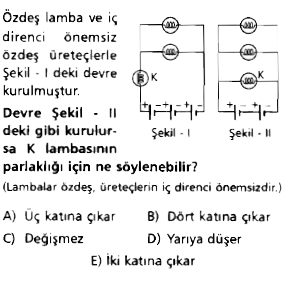 Özdeş lamba ve iç
direnci önemsiz
özdeş üreteçlerle
Şekil - I deki devre
kurulmuştur.
Devre Şekil - II
deki gibi kurulur-
sa K lambasının
parlaklığı için ne söylenebilir?
K
+ - + - + -
Şekil - I
K
+ - + - + -
Şekil - II
(Lambalar özdeş, üreteçlerin iç direnci önemsizdir.)
A) Üç katına çıkar
B) Dört katına çıkar
C) Değişmez
D) Yarıya düşer
E) İki katına çıkar